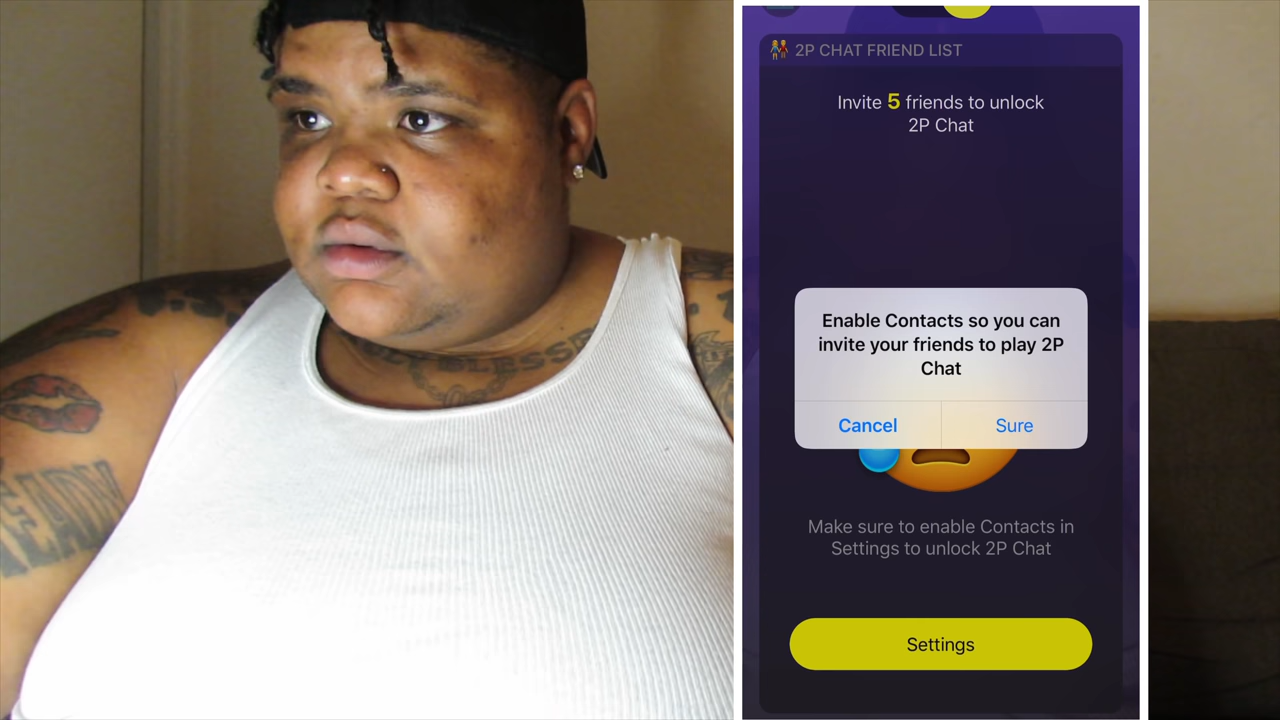 2P CHAT FRIEND LIST
Invite 5 friends to unlock
2P Chat
Enable Contacts so you can
invite your friends to play 2P
Chat
Cancel
Sure
Make sure to enable Contacts in
Settings to unlock 2P Chat
Settings
BLESSE